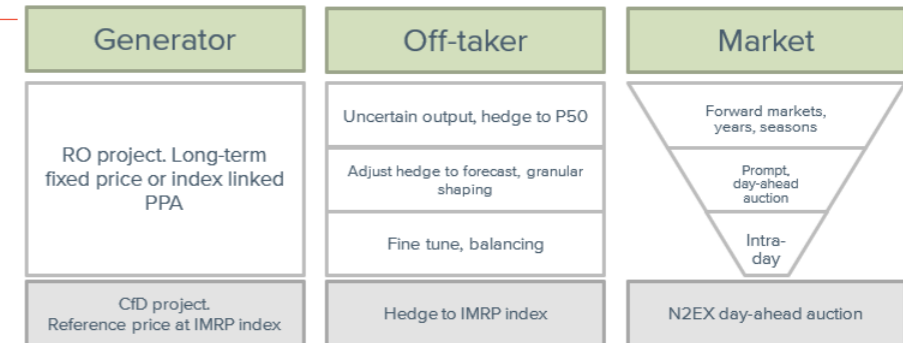 Generator
Off-taker
Market
RO project. Long-term
fixed price or index linked
PPA
Uncertain output, hedge to P50
Adjust hedge to forecast, granular
shaping
Fine tune, balancing
Forward markets,
years, seasons
Prompt,
day-ahead
auction
Intra-
day
CfD project.
Reference price at IMRP index
Hedge to IMRP index
N2EX day-ahead auction